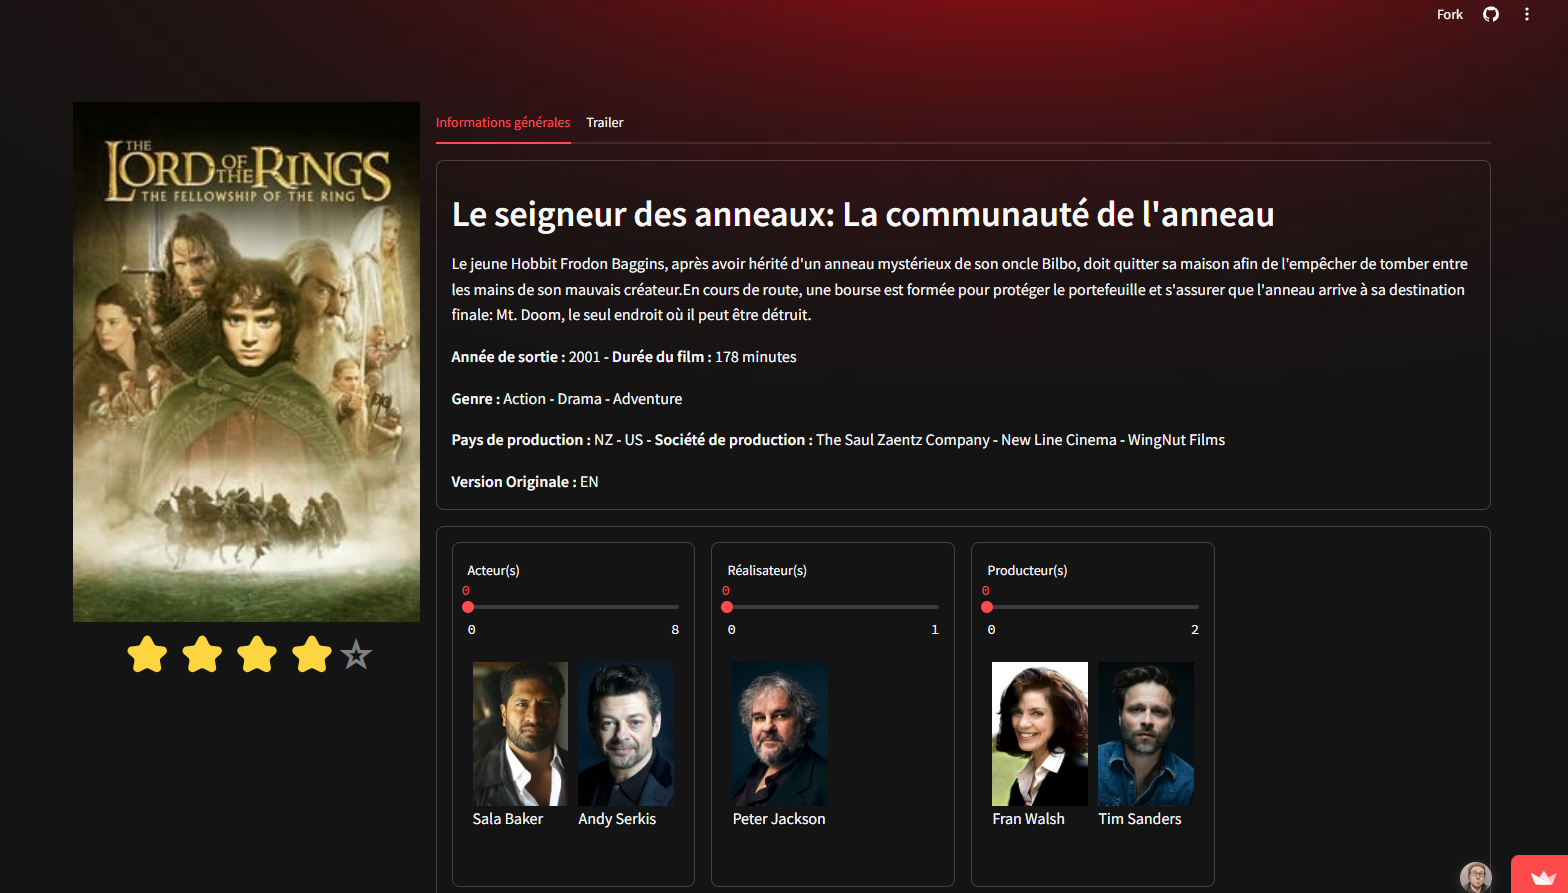 Fork
THE
LORD OF THE RINGS
THE FELLOWSHIP OF THE RING
Informations générales
Trailer
Le seigneur des anneaux: La communauté de l'anneau
Le jeune Hobbit Frodon Baggins, après avoir hérité d'un anneau mystérieux de son oncle Bilbo, doit quitter sa maison afin de l'empêcher de tomber entre
les mains de son mauvais créateur.En cours de route, une bourse est formée pour protéger le portefeuille et s'assurer que l'anneau arrive à sa destination
finale: Mt. Doom, le seul endroit où il peut être détruit.
Année de sortie : 2001 - Durée du film : 178 minutes
Genre : Action - Drama - Adventure
Pays de production : NZ - US - Société de production : The Saul Zaentz Company - New Line Cinema - WingNut Films
Version Originale : EN
Acteur(s)
0
0 8
Sala Baker Andy Serkis
Réalisateur(s)
0
0 1
Peter Jackson
Producteur(s)
0
0 2
Fran Walsh Tim Sanders